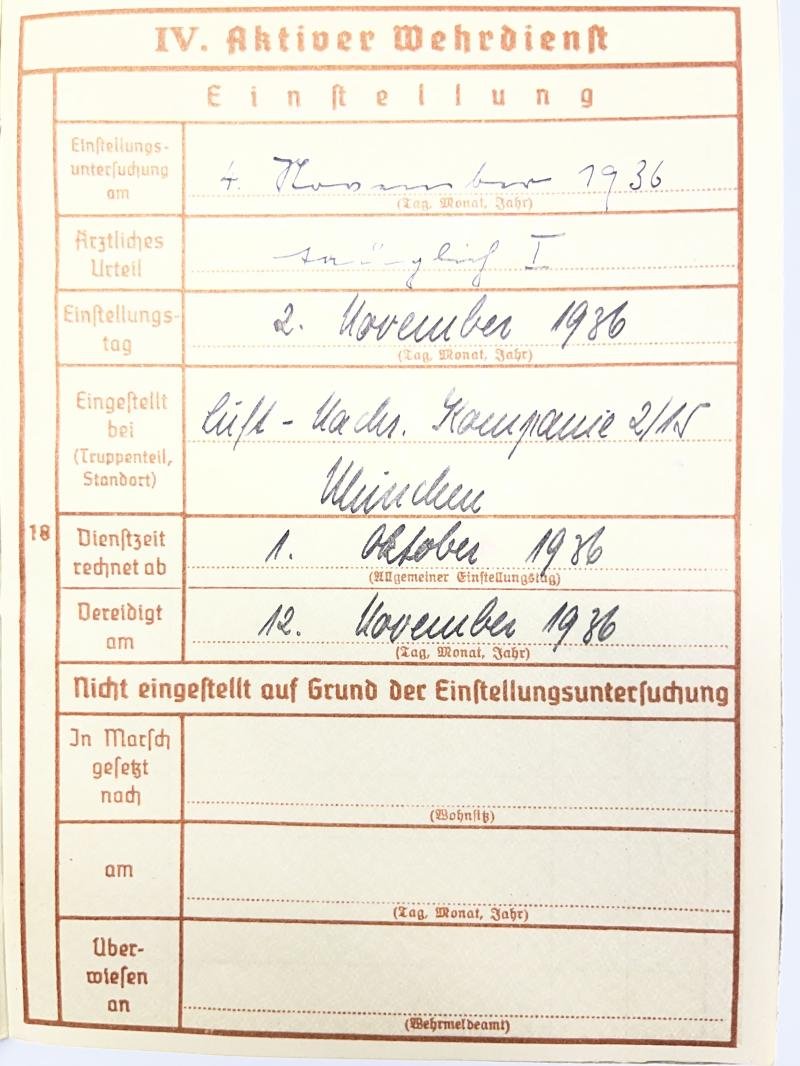 IV. Aktiver Wehrdienst
Einstellung
Einstellungs-
untersuchung
am
4. November 1936
(Tag, Monat, Jahr)
Ärztliches
Urteil
tauglich I
Einstellungs-
tag
2. November 1936
(Tag, Monat, Jahr)
Eingestellt
bei
(Truppenteil,
Standort)
Luft-Nachr. Kompanie 2/15
München
18
Dienstzeit
rechnet ab
1. Oktober 1936
(Allgemeiner Einstellungstag)
Vereidigt
am
12. November 1936
(Tag, Monat, Jahr)
Nicht eingestellt auf Grund der Einstellungsuntersuchung
In Marsch
gesetzt
nach
(Wohnsitz)
am
(Tag, Monat, Jahr)
Über-
wiesen
an
(Wehrmeldeamt)